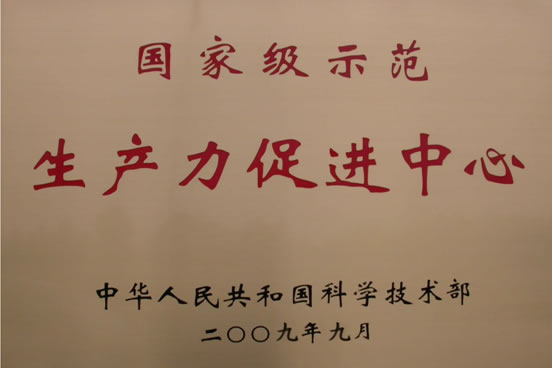 国家级示范
生产力促进中心
中华人民共和国科学技术部
二〇〇九年九月